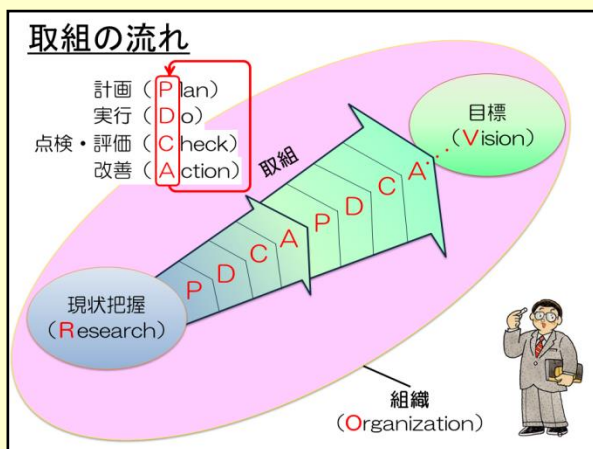 取組の流れ
計画（Plan）
実行（Do）
点検・評価（Check）
改善（Action）
目標
（Vision）
取組
P D C A P D C A
現状把握
（Research）
組織
（Organization）